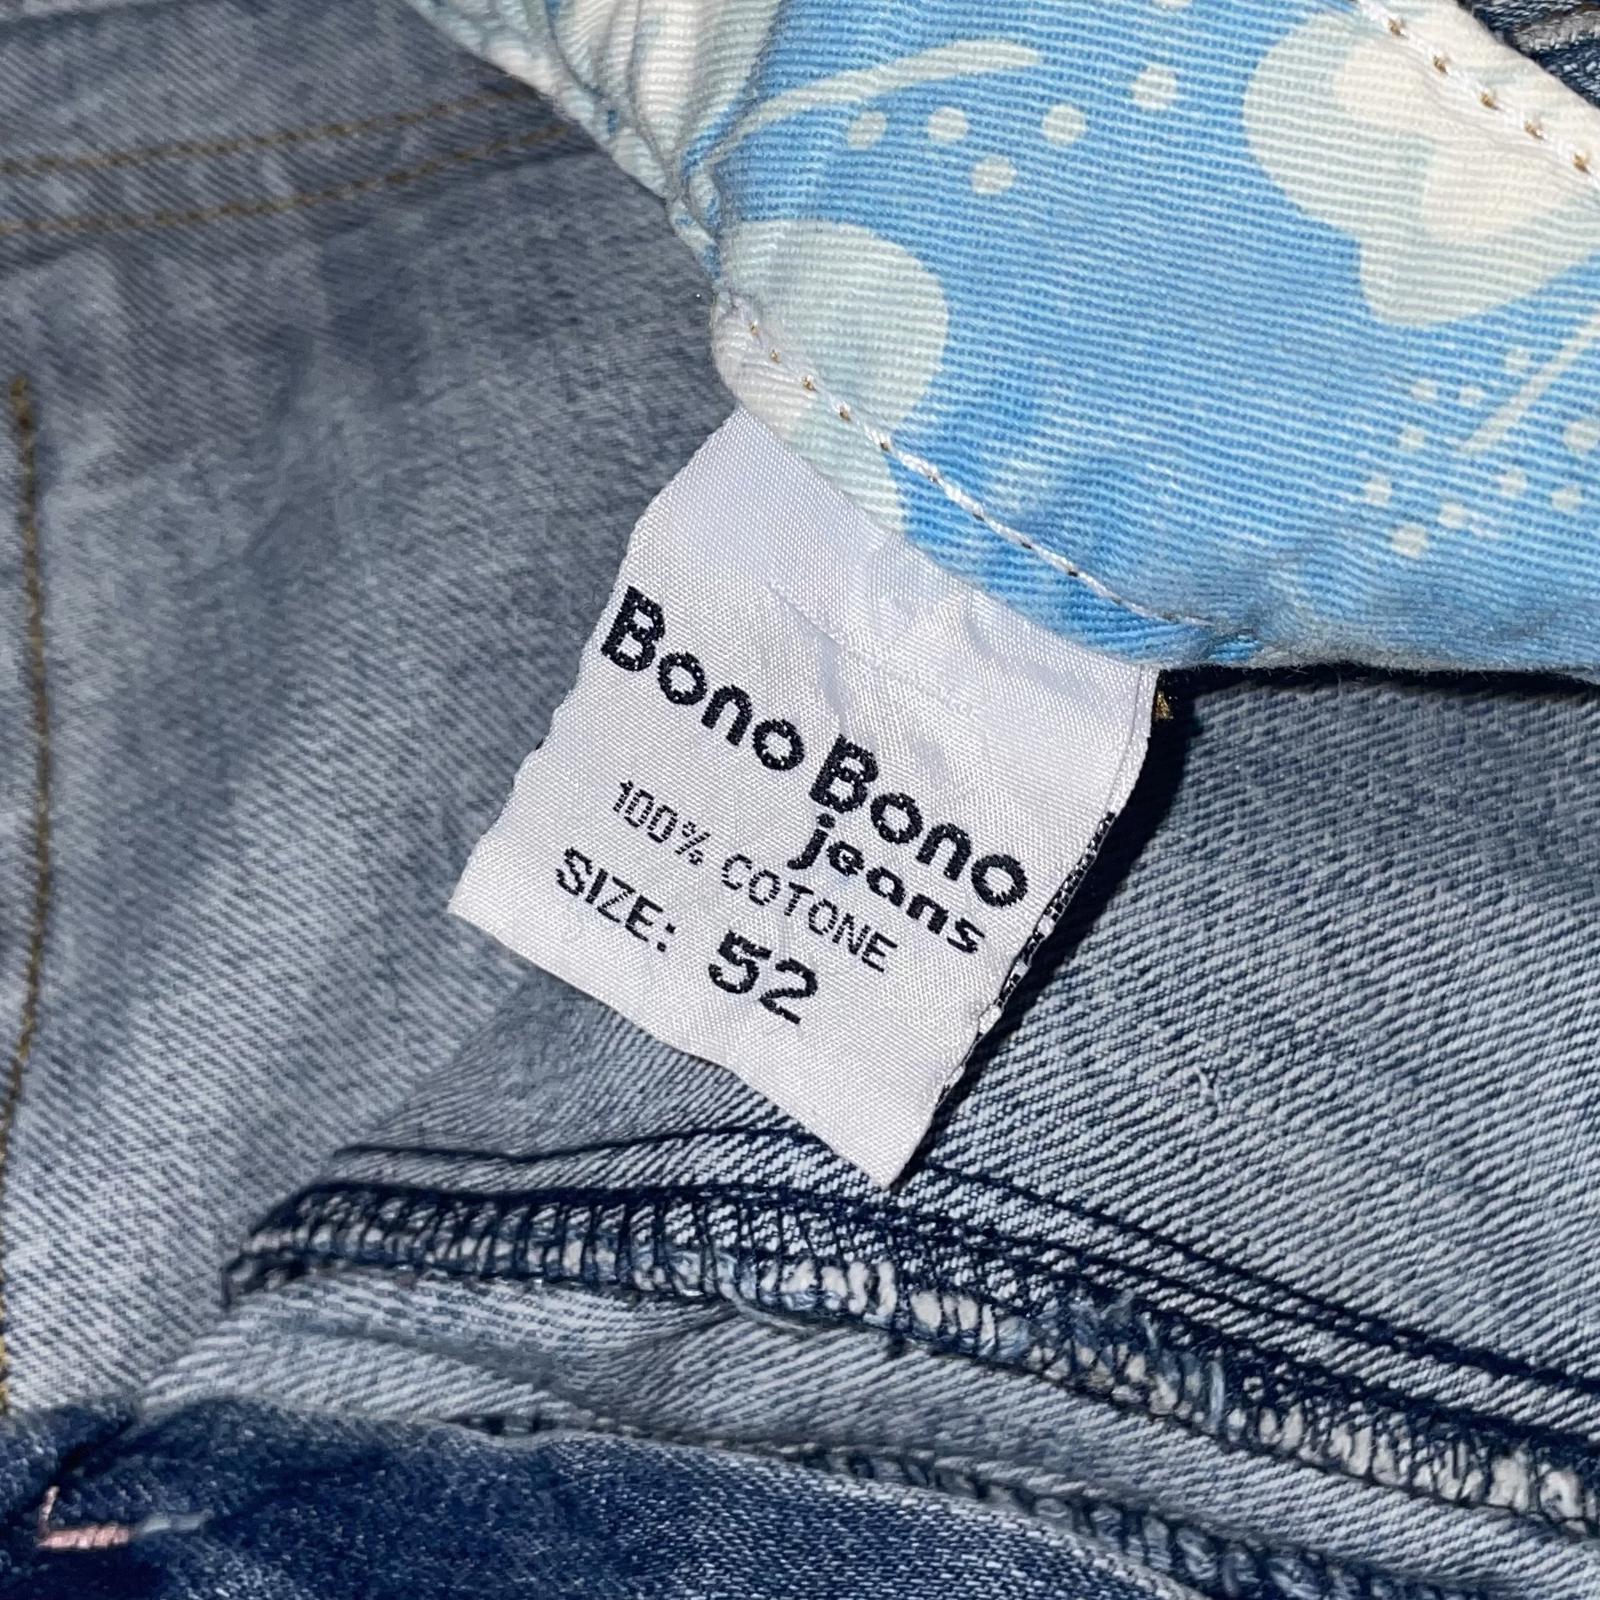 Bono Bono
jeans
100% COTONE
SIZE: 52